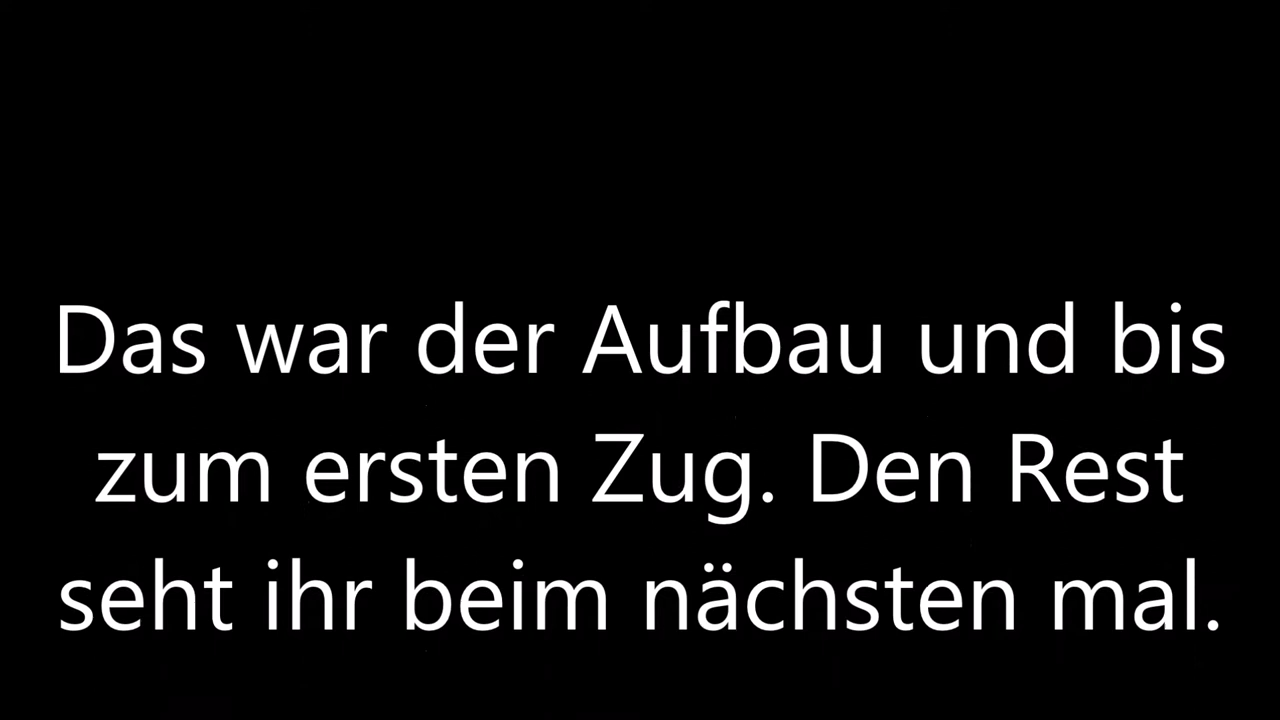 Das war der Aufbau und bis
zum ersten Zug. Den Rest
seht ihr beim nächsten mal.